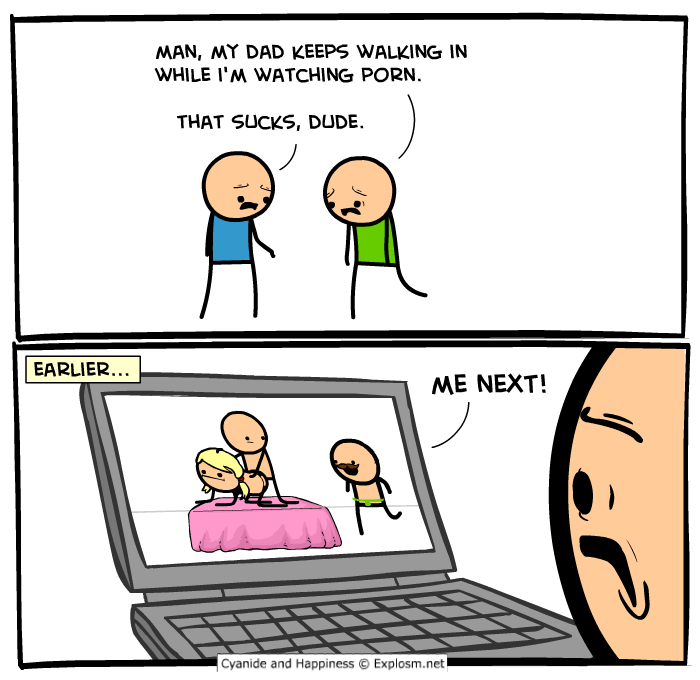 MAN, MY DAD KEEPS WALKING IN
WHILE I'M WATCHING PORN.
THAT SUCKS, DUDE.
EARLIER...
ME NEXT!
Cyanide and Happiness © Explosm.net